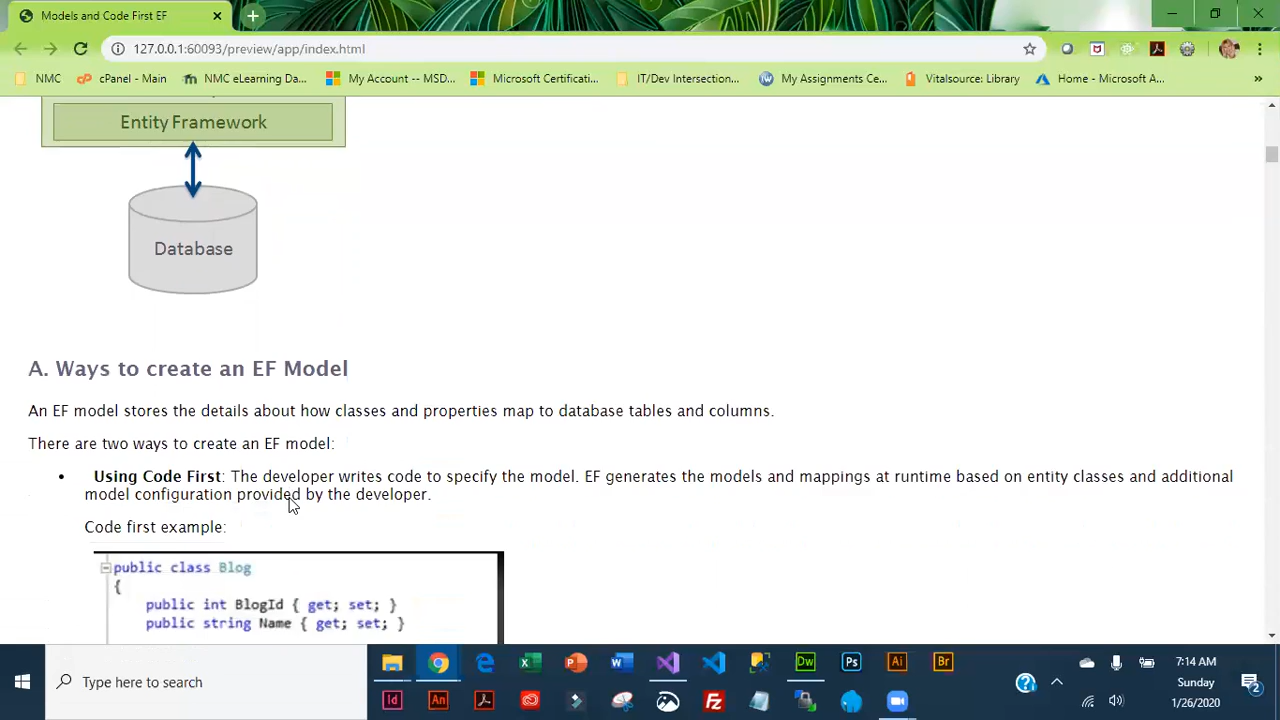 Models and Code First EF
127.0.0.1:60093/preview/app/index.html
NMC
cPanel - Main
NMC eLearning Da...
My Account -- MSD...
Microsoft Certificati...
IT/Dev Intersection...
My Assignments Ce...
Vitalsource: Library
Home - Microsoft A...
»
Entity Framework
Database
A. Ways to create an EF Model
An EF model stores the details about how classes and properties map to database tables and columns.
There are two ways to create an EF model:
• Using Code First: The developer writes code to specify the model. EF generates the models and mappings at runtime based on entity classes and additional
model configuration provided by the developer.
Code first example:
public class Blog
{
public int BlogId { get; set; }
public string Name { get; set; }
Type here to search
7:14 AM
Sunday
1/26/2020
2